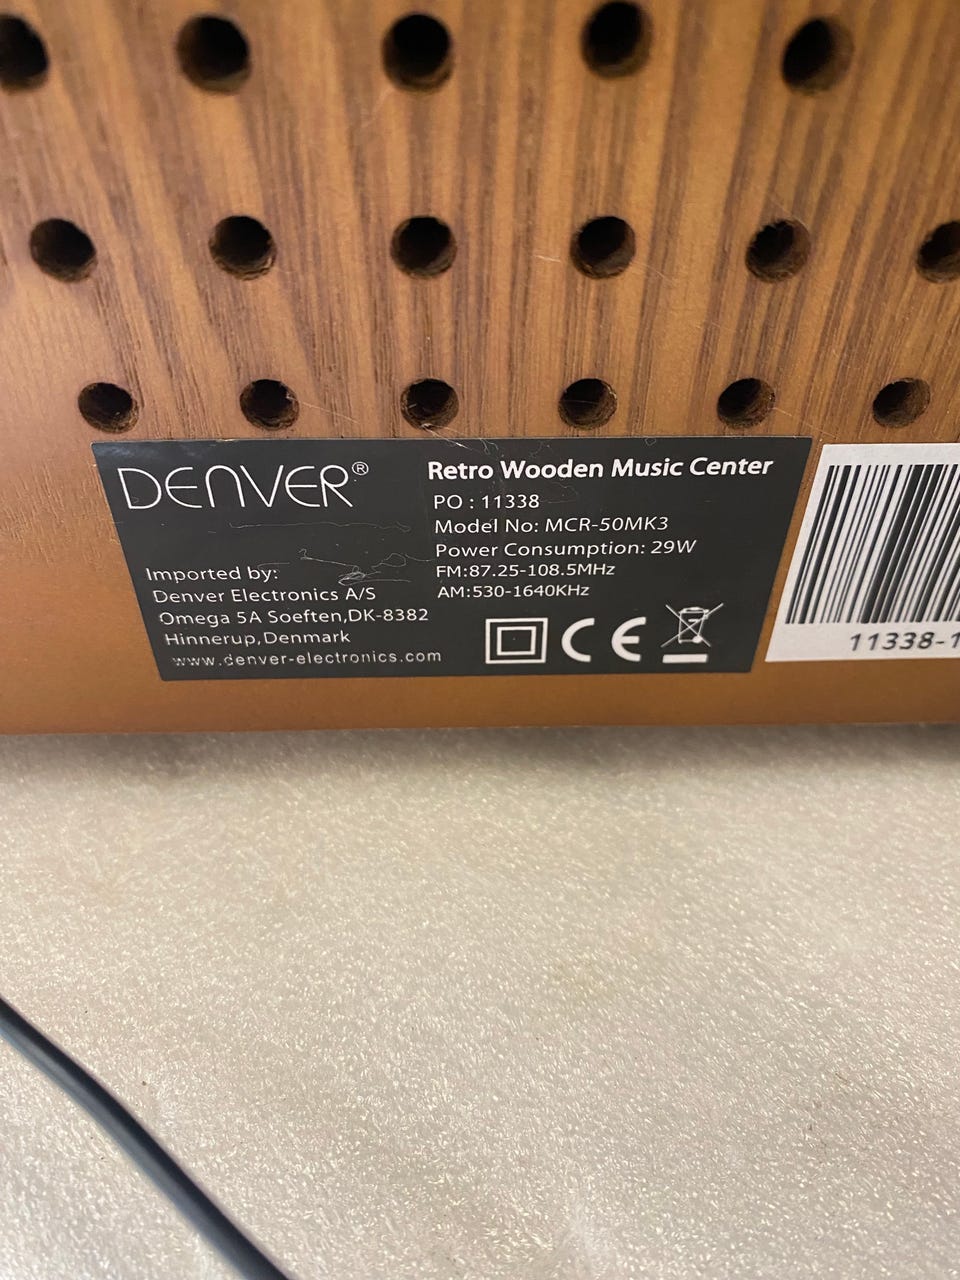 DENVER®
Retro Wooden Music Center
PO : 11338
Model No: MCR-50MK3
Power Consumption: 29W
FM:87.25-108.5MHz
AM:530-1640KHz
Imported by:
Denver Electronics A/S
Omega 5A Soeften,DK-8382
Hinnerup,Denmark
www.denver-electronics.com
CE
11338-1